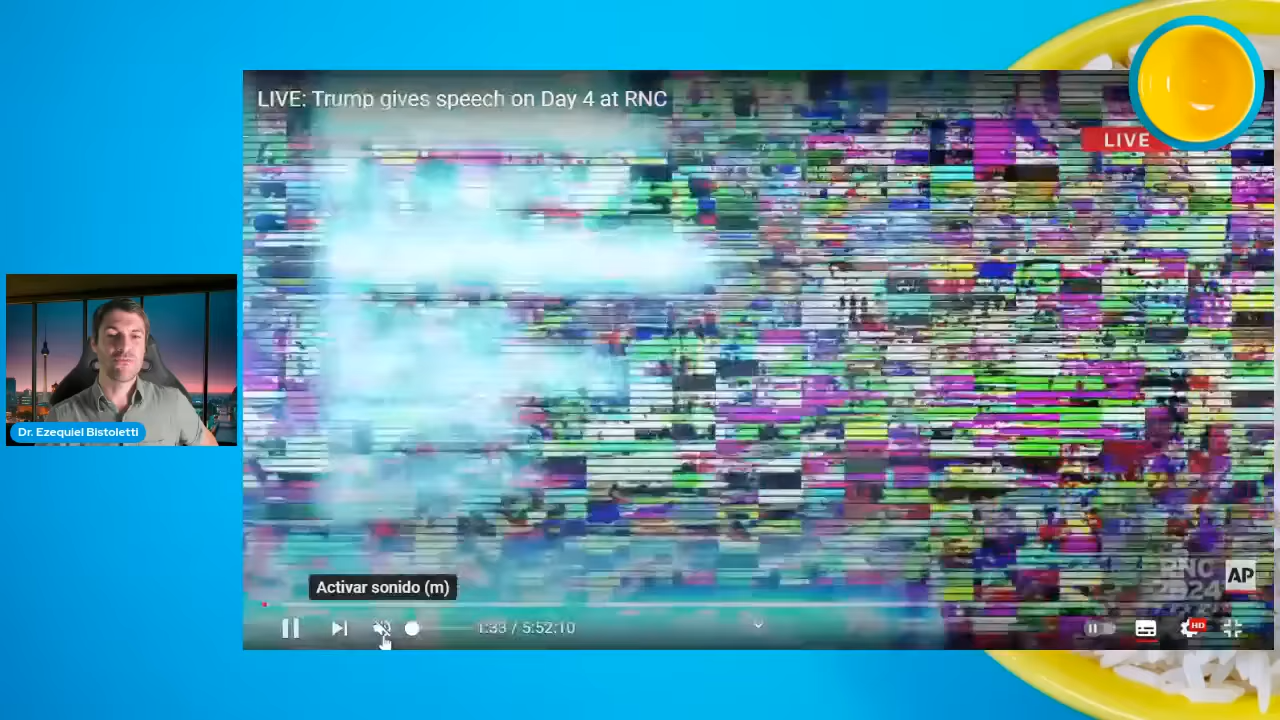 LIVE: Trump gives speech on Day 4 at RNC
LIVE
Dr. Ezequiel Bistoletti
RNC
2024
AP
Activar sonido (m)
1:33 / 5:52:10
HD